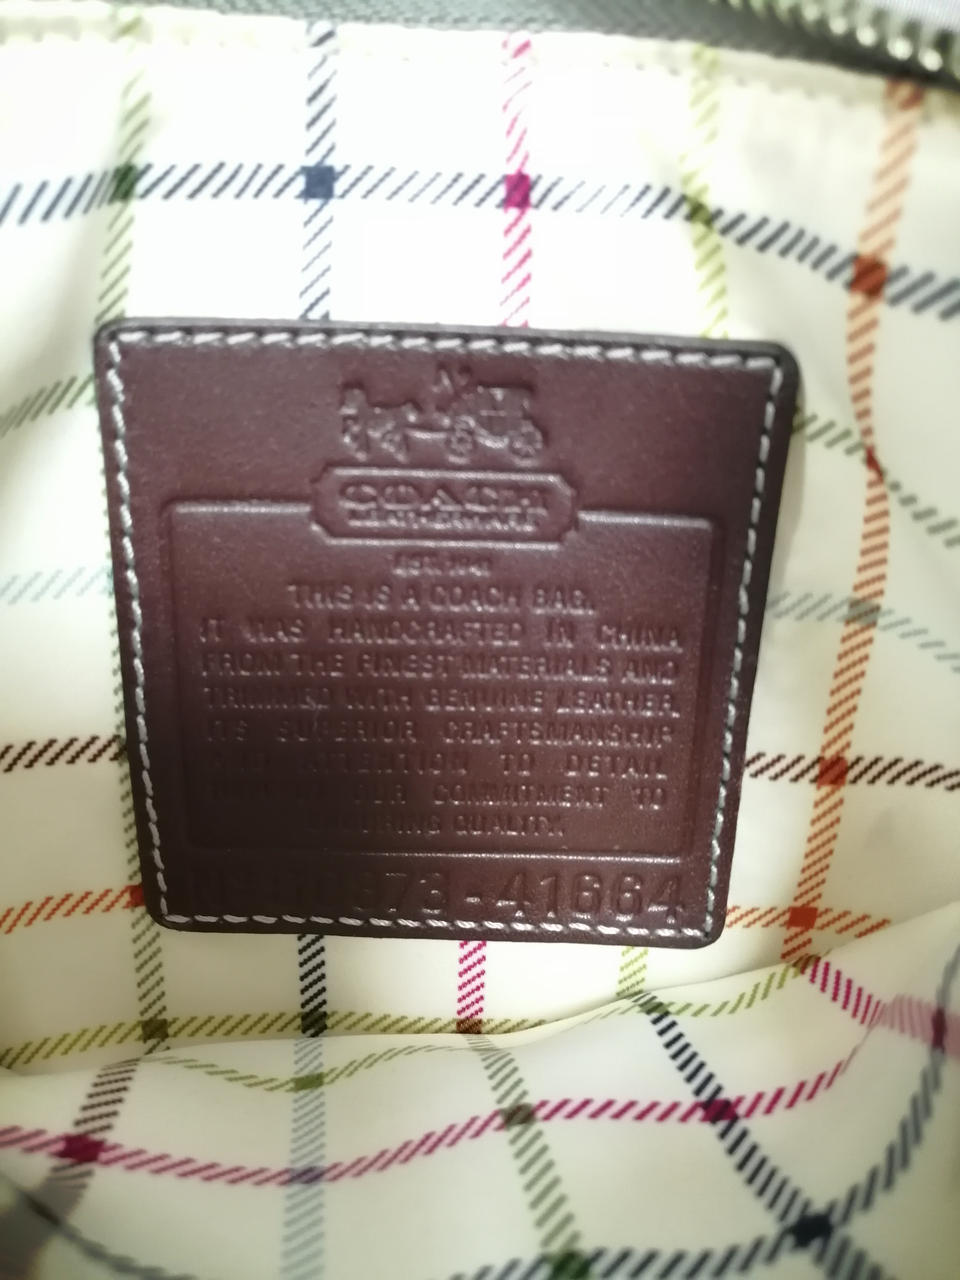 COACH
LEATHERWARE
EST. 1941
THIS IS A COACH BAG.
IT WAS HANDCRAFTED IN CHINA
FROM THE FINEST MATERIALS AND
TRIMMED WITH GENUINE LEATHER.
ITS SUPERIOR CRAFTSMANSHIP
AND ATTENTION TO DETAIL
OUR COMMITMENT TO
ENDURING QUALITY.
-41664